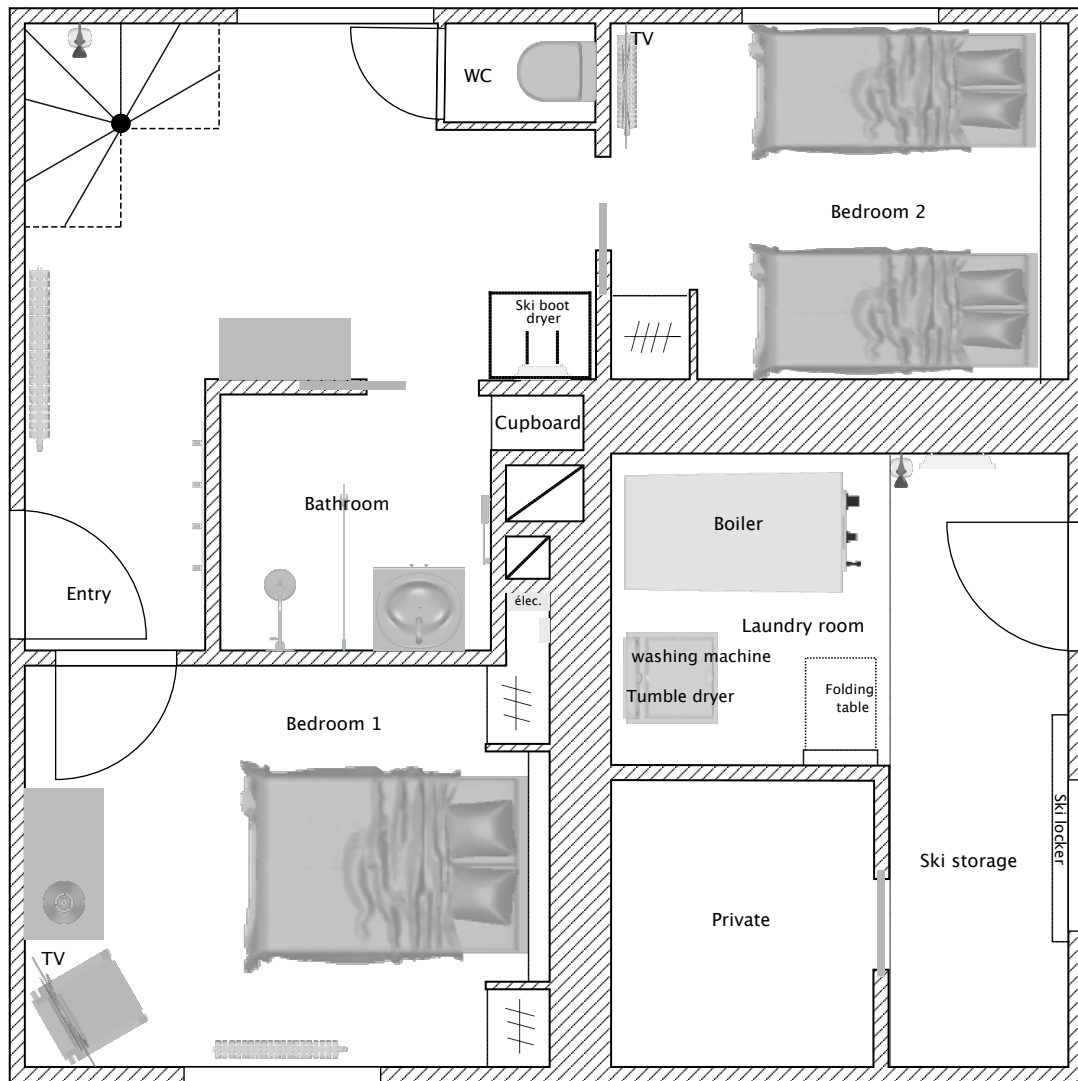 TV
WC
Bedroom 2
Ski boot
dryer
Cupboard
Bathroom
Boiler
Entry
élec.
Laundry room
washing machine
Tumble dryer
Folding
table
Bedroom 1
Ski locker
Ski storage
Private
TV